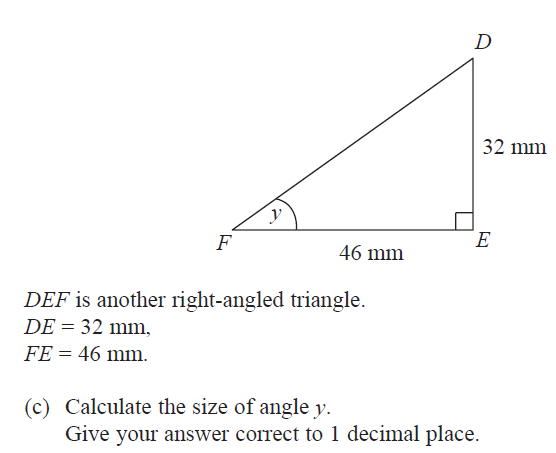 D
32 mm
y
F
E
46 mm
DEF is another right-angled triangle.
DE = 32 mm,
FE = 46 mm.
(c) Calculate the size of angle y.
Give your answer correct to 1 decimal place.